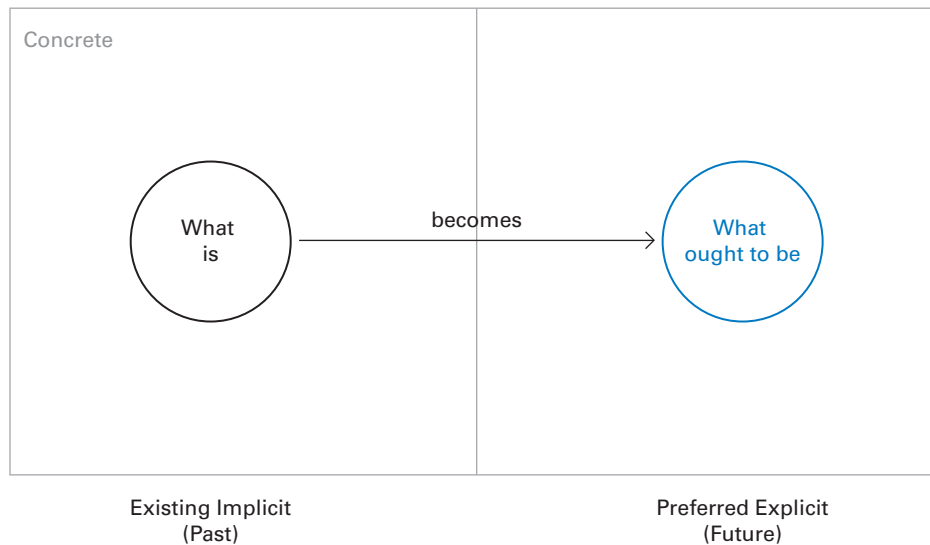 Concrete
What
is
becomes
What
ought to be
Existing Implicit
(Past)
Preferred Explicit
(Future)